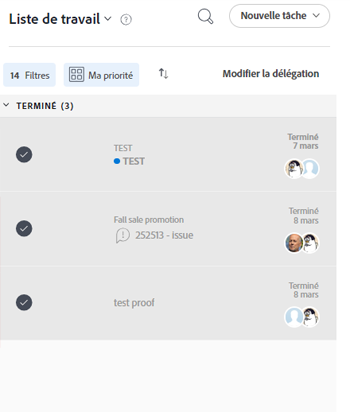 Liste de travail
Nouvelle tâche
14 Filtres
Ma priorité
Modifier la délégation
TERMINÉ (3)
TEST
TEST
Terminé
7 mars
Fall sale promotion
252513 - issue
Terminé
8 mars
test proof
Terminé
8 mars